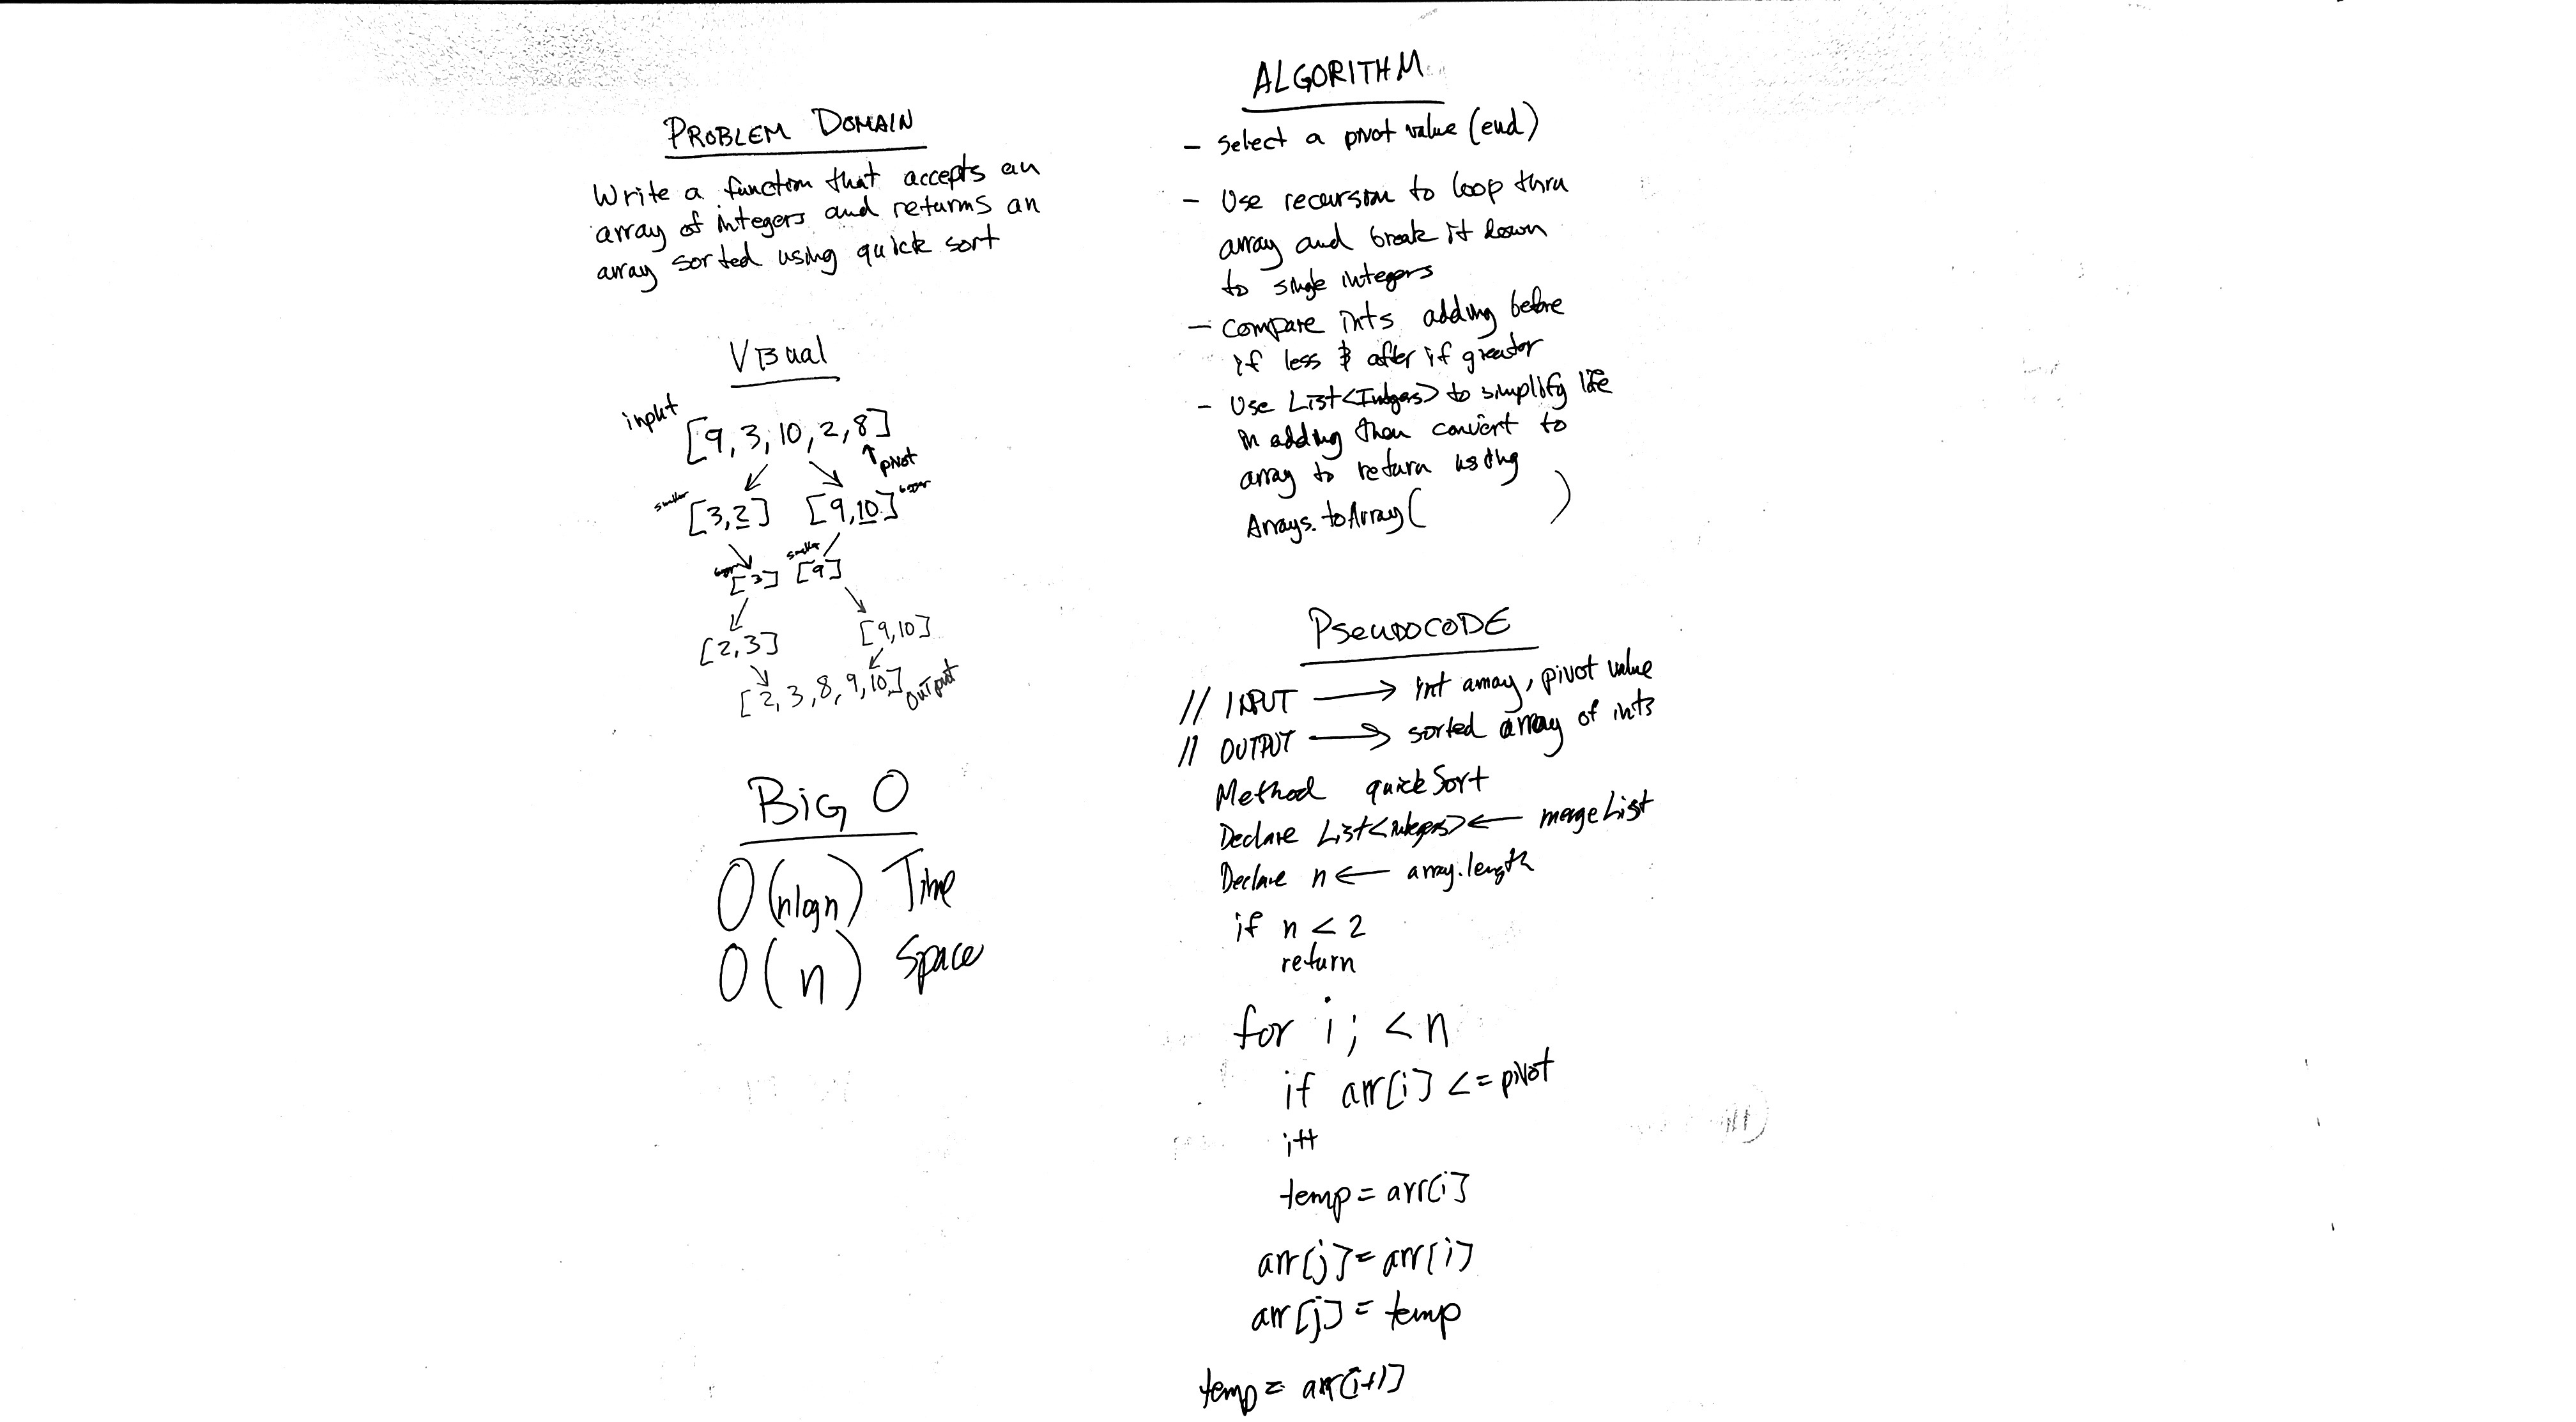 PROBLEM DOMAIN
Write a function that accepts an
array of integers and returns an
array sorted using quick sort
Visual
input
[9, 3, 10, 2, 8]
↑ pivot
smaller [3, 2] [9, 10] bigger
smaller
bigger [3] [9]
[9, 10]
[2, 3]
[2, 3, 8, 9, 10] OUTPUT
BIG O
O(nlogn) Time
O(n) Space
ALGORITHM
- Select a pivot value (end)
- Use recursion to loop thru
array and break it down
to single integers
- Compare ints adding before
if less & after if greater
- Use List<Integers> to simplify life
in adding then convert to
array to return using
Arrays.toArray( )
PSEUDOCODE
// INPUT → int array, pivot value
// OUTPUT → sorted array of ints
Method quickSort
Declare List<integers> ← mergeList
Declare n ← array.length
if n < 2
return
for i; < n
if arr[i] <= pivot
i++
temp = arr[i]
arr[j] = arr[i]
arr[j] = temp
temp = arr[i+1]